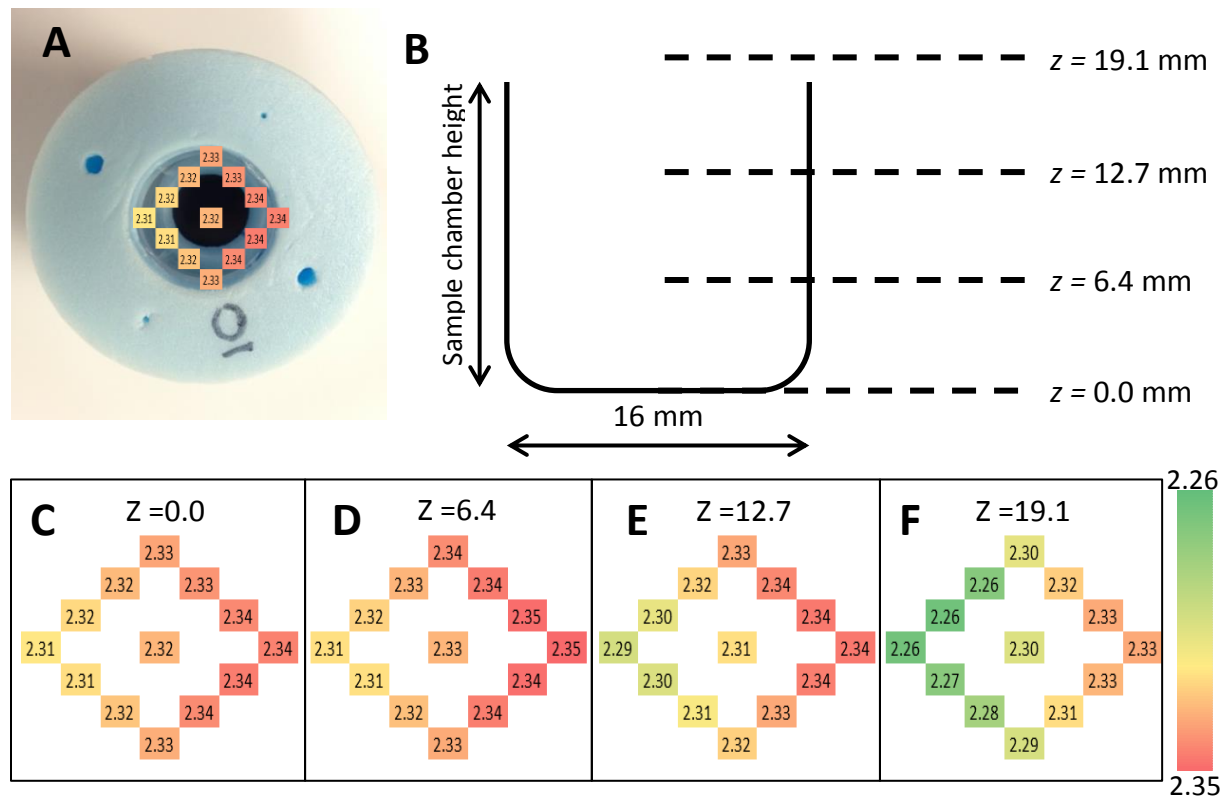 A
2.33
2.32 2.33
2.32 2.34
2.31 2.32 2.34
2.31 2.34
2.32 2.34
2.33
01
B
z = 19.1 mm
z = 12.7 mm
z = 6.4 mm
z = 0.0 mm
Sample chamber height
16 mm
C Z =0.0
2.33
2.32 2.33
2.32 2.34
2.31 2.32 2.34
2.31 2.34
2.32 2.34
2.33
D Z =6.4
2.34
2.33 2.34
2.32 2.35
2.31 2.33 2.35
2.31 2.34
2.32 2.34
2.33
E Z =12.7
2.33
2.32 2.34
2.30 2.34
2.29 2.31 2.34
2.30 2.34
2.31 2.33
2.32
F Z =19.1
2.30
2.26 2.32
2.26 2.33
2.26 2.30 2.33
2.27 2.33
2.28 2.31
2.29
2.26
2.35